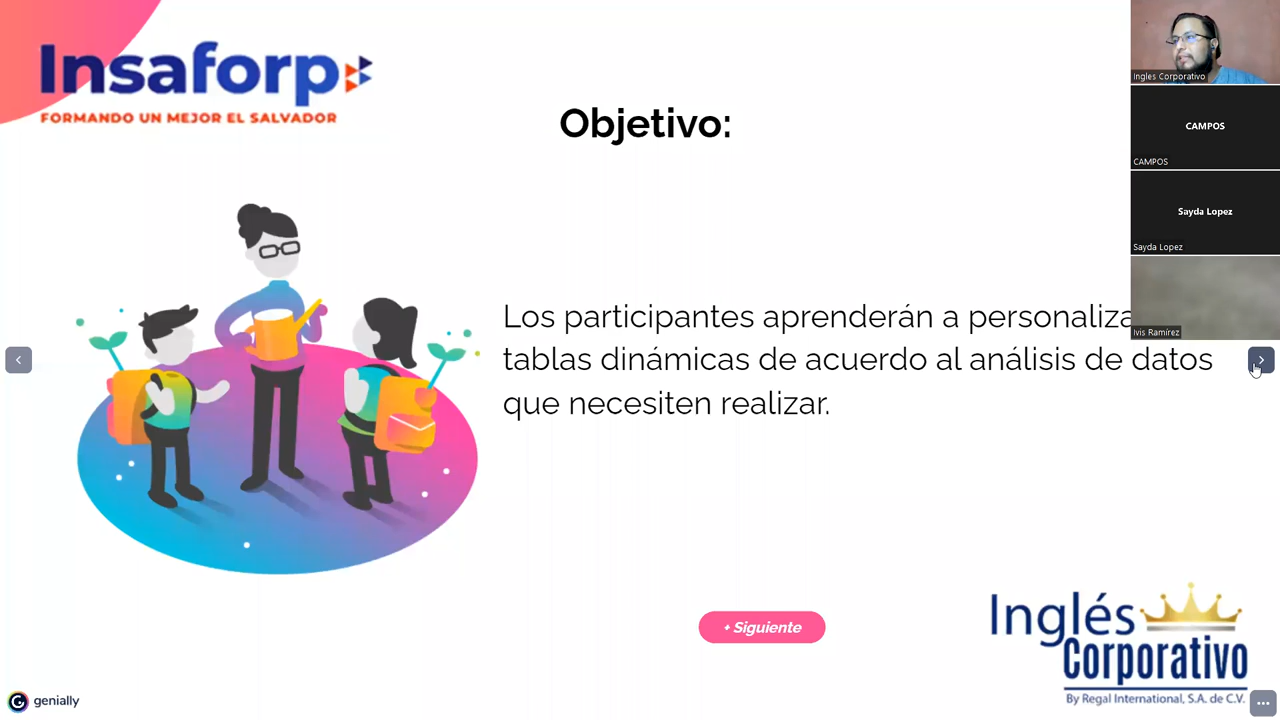 Insaforp
FORMANDO UN MEJOR EL SALVADOR
Objetivo:
Los participantes aprenderán a personaliza
tablas dinámicas de acuerdo al análisis de datos
que necesiten realizar.
+ Siguiente
Inglés
Corporativo
By Regal International, S.A. de C.V.
genially
Ingles Corporativo
CAMPOS
CAMPOS
Sayda Lopez
Sayda Lopez
Ivis Ramírez